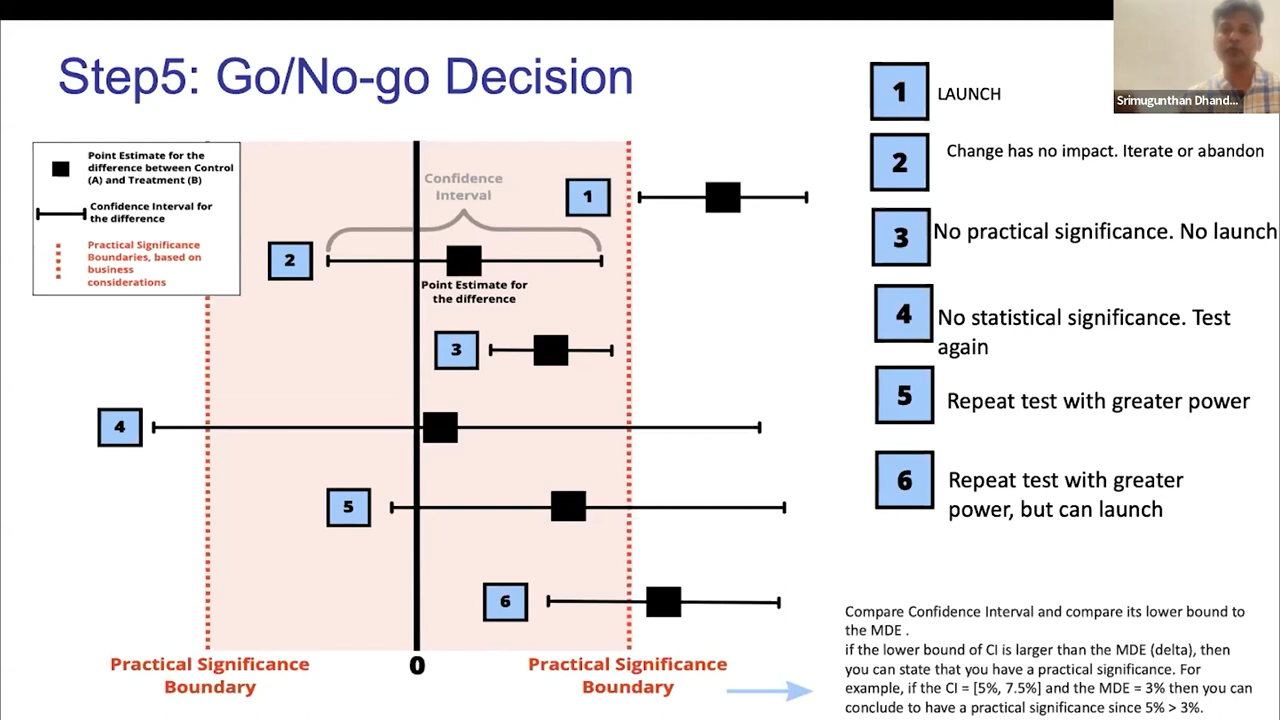 Step5: Go/No-go Decision
Srimugunthan Dhand...
1
LAUNCH
2
Change has no impact. Iterate or abandon
3
No practical significance. No launch
4
No statistical significance. Test
again
5
Repeat test with greater power
6
Repeat test with greater
power, but can launch
Point Estimate for the
difference between Control
(A) and Treatment (B)
Confidence Interval for
the difference
Practical Significance
Boundaries, based on
business
considerations
Confidence
Interval
1
2
Point Estimate for
the difference
3
4
5
6
Practical Significance
Boundary
0
Practical Significance
Boundary
Compare Confidence Interval and compare its lower bound to
the MDE .
if the lower bound of CI is larger than the MDE (delta), then
you can state that you have a practical significance. For
example, if the CI = [5%, 7.5%] and the MDE = 3% then you can
conclude to have a practical significance since 5% > 3%.